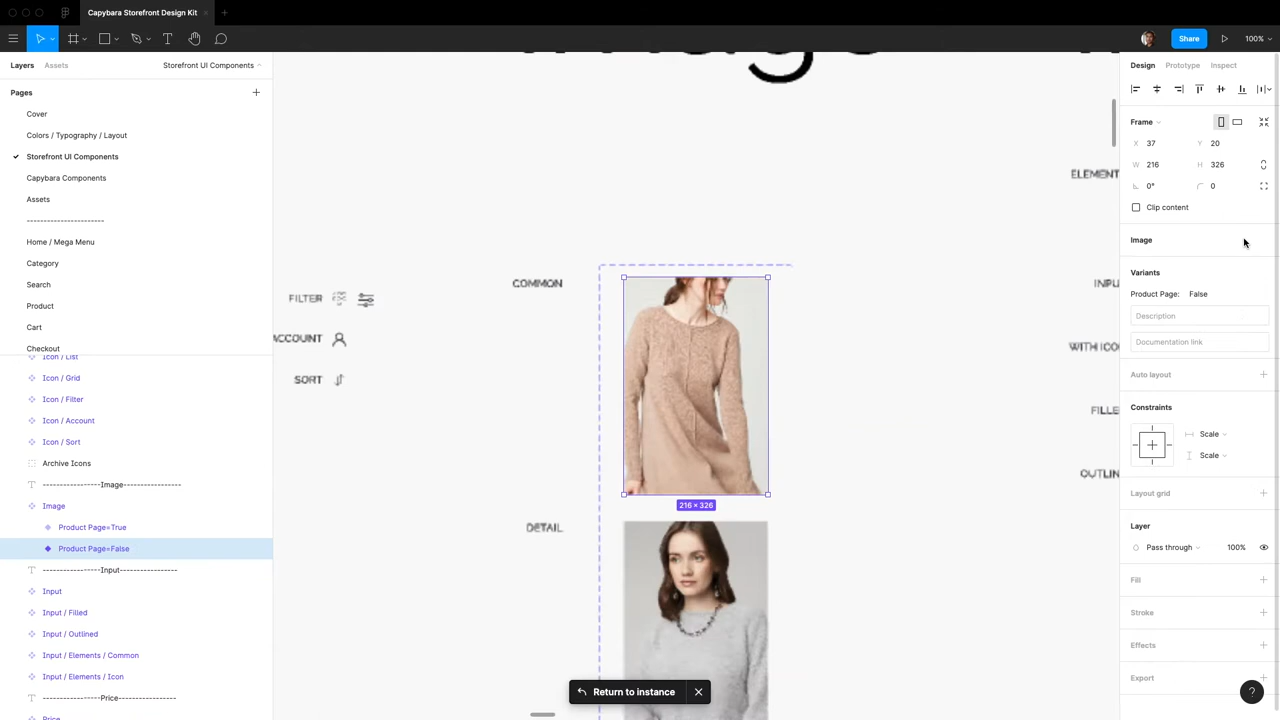 Capybara Storefront Design Kit
Share
100%
Layers
Assets
Storefront UI Components
Pages
Cover
Colors / Typography / Layout
Storefront UI Components
Capybara Components
Assets
-----------------------
Home / Mega Menu
Category
Search
Product
Cart
Checkout
Icon / List
Icon / Grid
Icon / Filter
Icon / Account
Icon / Sort
Archive Icons
-----------------Image----------------
Image
Product Page=True
Product Page=False
-----------------Input----------------
Input
Input / Filled
Input / Outlined
Input / Elements / Common
Input / Elements / Icon
-----------------Price-----------------
Price
FILTER
ACCOUNT
SORT
COMMON
216 × 326
DETAIL
ELEMENT
Return to instance
Design
Prototype
Inspect
Frame
X 37
Y 20
W 216
H 326
0°
0
Clip content
Image
Variants
Product Page: False
Description
Documentation link
Auto layout
Constraints
Scale
Scale
Layout grid
Layer
Pass through
100%
Fill
Stroke
Effects
Export
?